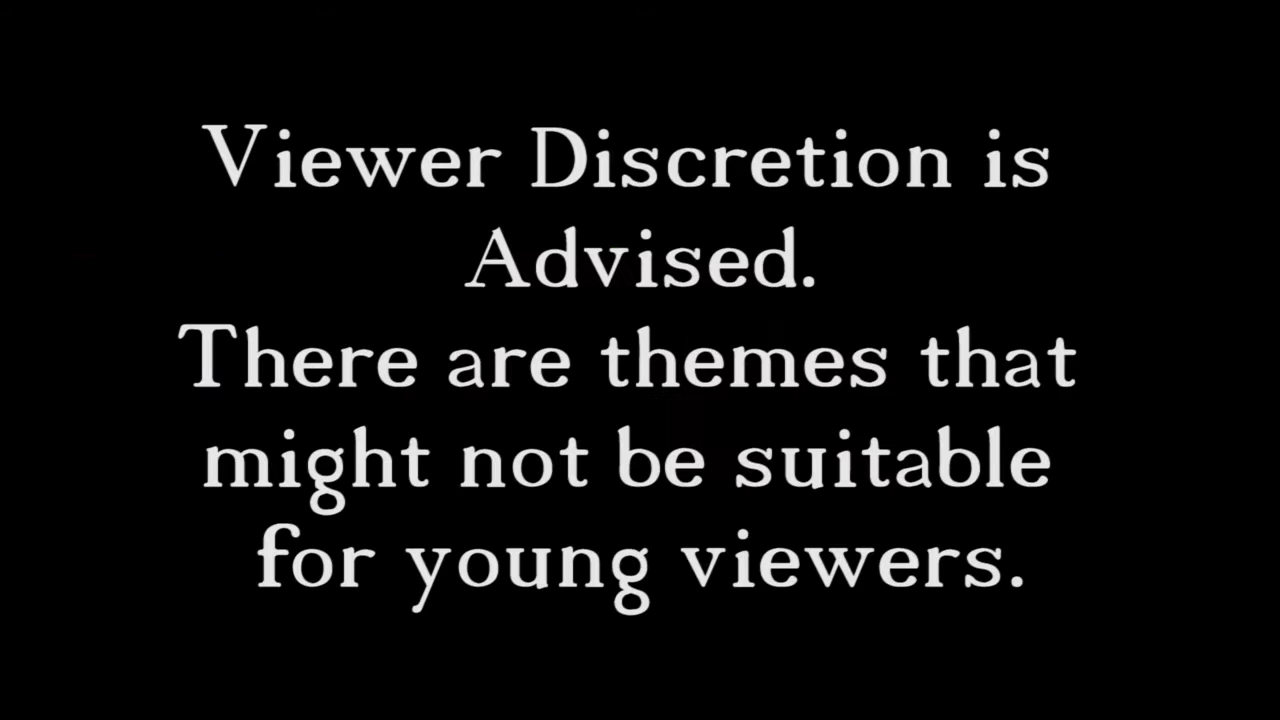 Viewer Discretion is
Advised.
There are themes that
might not be suitable
for young viewers.